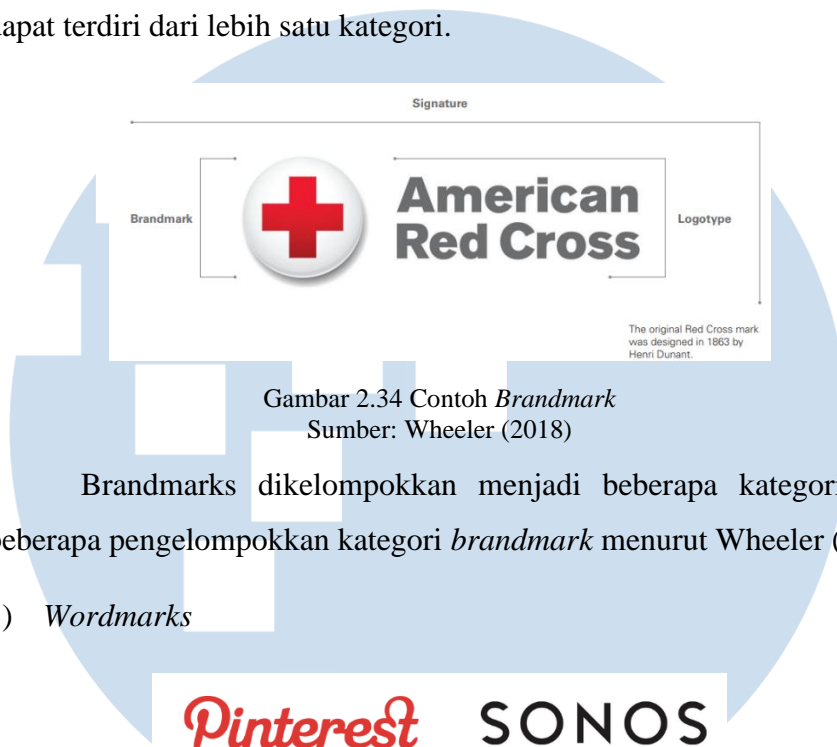 dapat terdiri dari lebih satu kategori.
Signature
Brandmark
American
Red Cross
Logotype
The original Red Cross mark
was designed in 1863 by
Henri Dunant.
Gambar 2.34 Contoh Brandmark
Sumber: Wheeler (2018)
Brandmarks dikelompokkan menjadi beberapa kategori
beberapa pengelompokkan kategori brandmark menurut Wheeler (
) Wordmarks
Pinterest SONOS